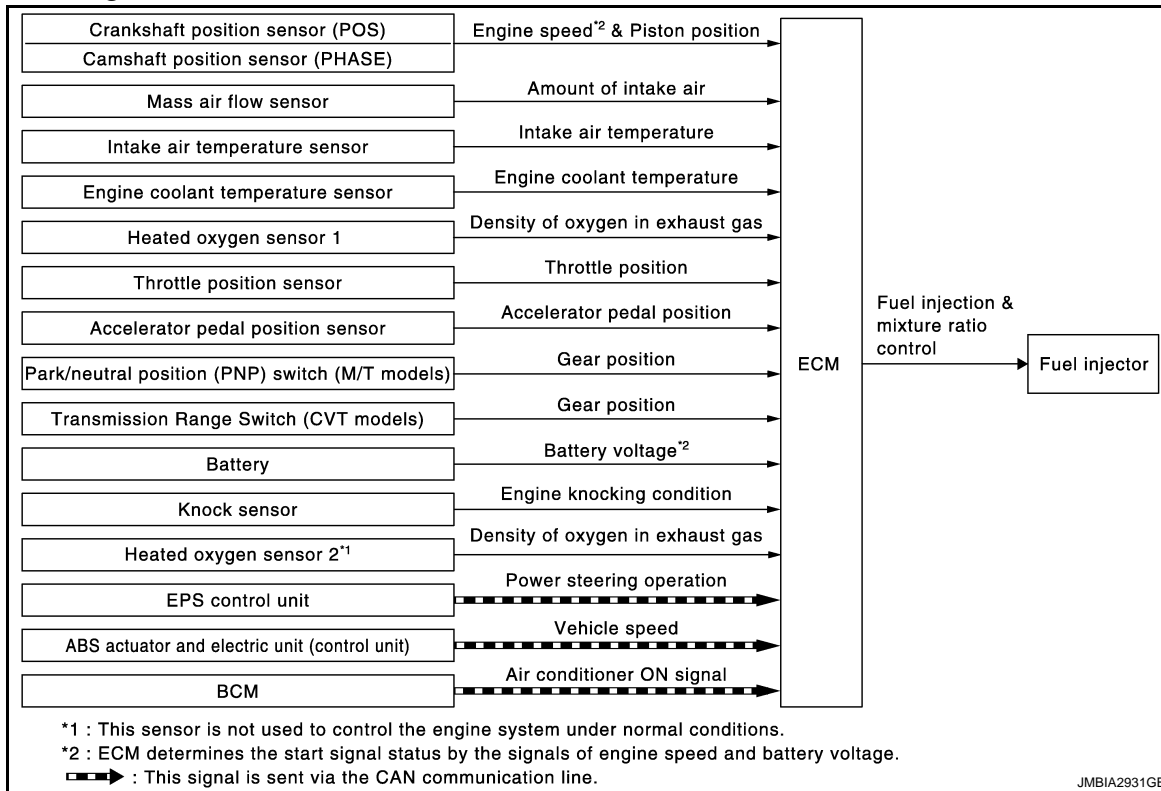 Crankshaft position sensor (POS)
Engine speed*2 & Piston position
Camshaft position sensor (PHASE)
Mass air flow sensor
Amount of intake air
Intake air temperature sensor
Intake air temperature
Engine coolant temperature sensor
Engine coolant temperature
Heated oxygen sensor 1
Density of oxygen in exhaust gas
Throttle position sensor
Throttle position
Accelerator pedal position sensor
Accelerator pedal position
Park/neutral position (PNP) switch (M/T models)
Gear position
Transmission Range Switch (CVT models)
Gear position
Battery
Battery voltage*2
Knock sensor
Engine knocking condition
Heated oxygen sensor 2*1
Density of oxygen in exhaust gas
EPS control unit
Power steering operation
ABS actuator and electric unit (control unit)
Vehicle speed
BCM
Air conditioner ON signal
ECM
Fuel injection &
mixture ratio
control
Fuel injector
*1 : This sensor is not used to control the engine system under normal conditions.
*2 : ECM determines the start signal status by the signals of engine speed and battery voltage.
: This signal is sent via the CAN communication line.